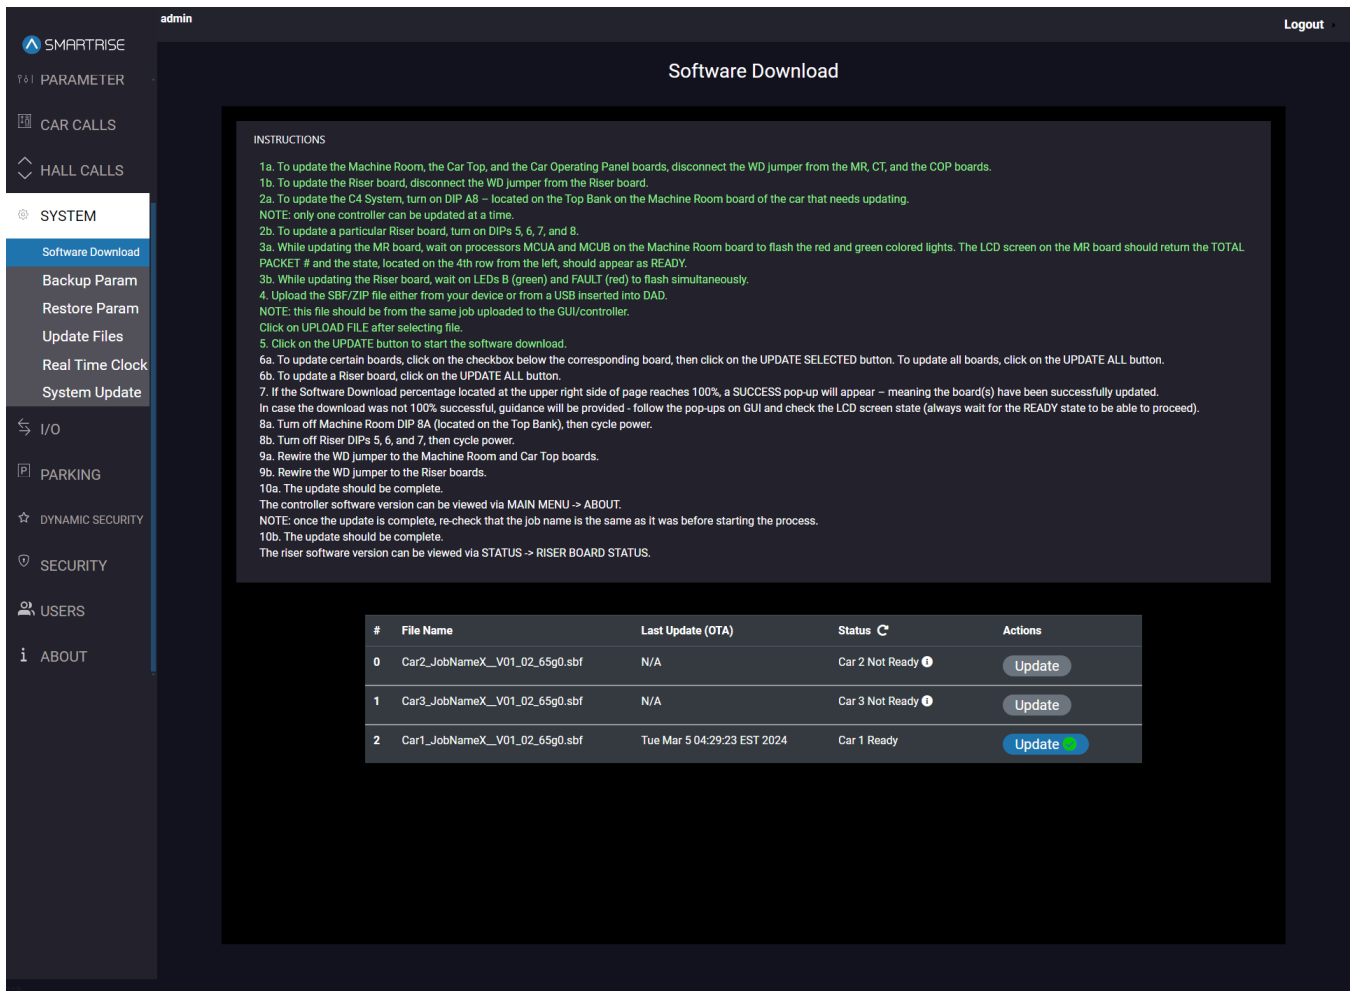 admin
Logout
SMARTRISE
PARAMETER
CAR CALLS
HALL CALLS
SYSTEM
Software Download
Backup Param
Restore Param
Update Files
Real Time Clock
System Update
I/O
PARKING
DYNAMIC SECURITY
SECURITY
USERS
ABOUT
Software Download
INSTRUCTIONS
1a. To update the Machine Room, the Car Top, and the Car Operating Panel boards, disconnect the WD jumper from the MR, CT, and the COP boards.
1b. To update the Riser board, disconnect the WD jumper from the Riser board.
2a. To update the C4 System, turn on DIP A8 – located on the Top Bank on the Machine Room board of the car that needs updating.
NOTE: only one controller can be updated at a time.
2b. To update a particular Riser board, turn on DIPs 5, 6, 7, and 8.
3a. While updating the MR board, wait on processors MCUA and MCUB on the Machine Room board to flash the red and green colored lights. The LCD screen on the MR board should return the TOTAL
PACKET # and the state, located on the 4th row from the left, should appear as READY.
3b. While updating the Riser board, wait on LEDs B (green) and FAULT (red) to flash simultaneously.
4. Upload the SBF/ZIP file either from your device or from a USB inserted into DAD.
NOTE: this file should be from the same job uploaded to the GUI/controller.
Click on UPLOAD FILE after selecting file.
5. Click on the UPDATE button to start the software download.
6a. To update certain boards, click on the checkbox below the corresponding board, then click on the UPDATE SELECTED button. To update all boards, click on the UPDATE ALL button.
6b. To update a Riser board, click on the UPDATE ALL button.
7. If the Software Download percentage located at the upper right side of page reaches 100%, a SUCCESS pop-up will appear – meaning the board(s) have been successfully updated.
In case the download was not 100% successful, guidance will be provided - follow the pop-ups on GUI and check the LCD screen state (always wait for the READY state to be able to proceed).
8a. Turn off Machine Room DIP 8A (located on the Top Bank), then cycle power.
8b. Turn off Riser DIPs 5, 6, and 7, then cycle power.
9a. Rewire the WD jumper to the Machine Room and Car Top boards.
9b. Rewire the WD jumper to the Riser boards.
10a. The update should be complete.
The controller software version can be viewed via MAIN MENU -> ABOUT.
NOTE: once the update is complete, re-check that the job name is the same as it was before starting the process.
10b. The update should be complete.
The riser software version can be viewed via STATUS -> RISER BOARD STATUS.
# File Name Last Update (OTA) Status Actions
0 Car2_JobNameX__V01_02_65g0.sbf N/A Car 2 Not Ready Update
1 Car3_JobNameX__V01_02_65g0.sbf N/A Car 3 Not Ready Update
2 Car1_JobNameX__V01_02_65g0.sbf Tue Mar 5 04:29:23 EST 2024 Car 1 Ready Update